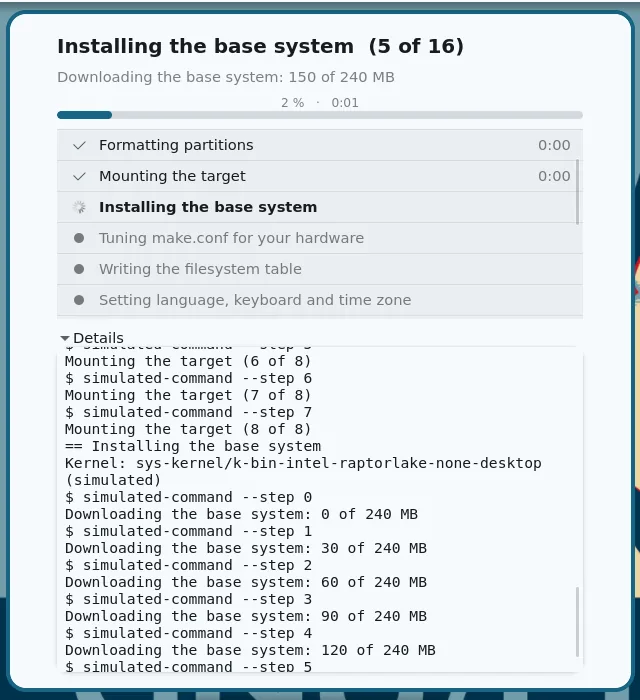 Installing the base system (5 of 16)
Downloading the base system: 150 of 240 MB
2 % · 0:01
Formatting partitions 0:00
Mounting the target 0:00
Installing the base system
Tuning make.conf for your hardware
Writing the filesystem table
Setting language, keyboard and time zone
Details
$ simulated-command --step 5
Mounting the target (6 of 8)
$ simulated-command --step 6
Mounting the target (7 of 8)
$ simulated-command --step 7
Mounting the target (8 of 8)
== Installing the base system
Kernel: sys-kernel/k-bin-intel-raptorlake-none-desktop
(simulated)
$ simulated-command --step 0
Downloading the base system: 0 of 240 MB
$ simulated-command --step 1
Downloading the base system: 30 of 240 MB
$ simulated-command --step 2
Downloading the base system: 60 of 240 MB
$ simulated-command --step 3
Downloading the base system: 90 of 240 MB
$ simulated-command --step 4
Downloading the base system: 120 of 240 MB
$ simulated-command --step 5